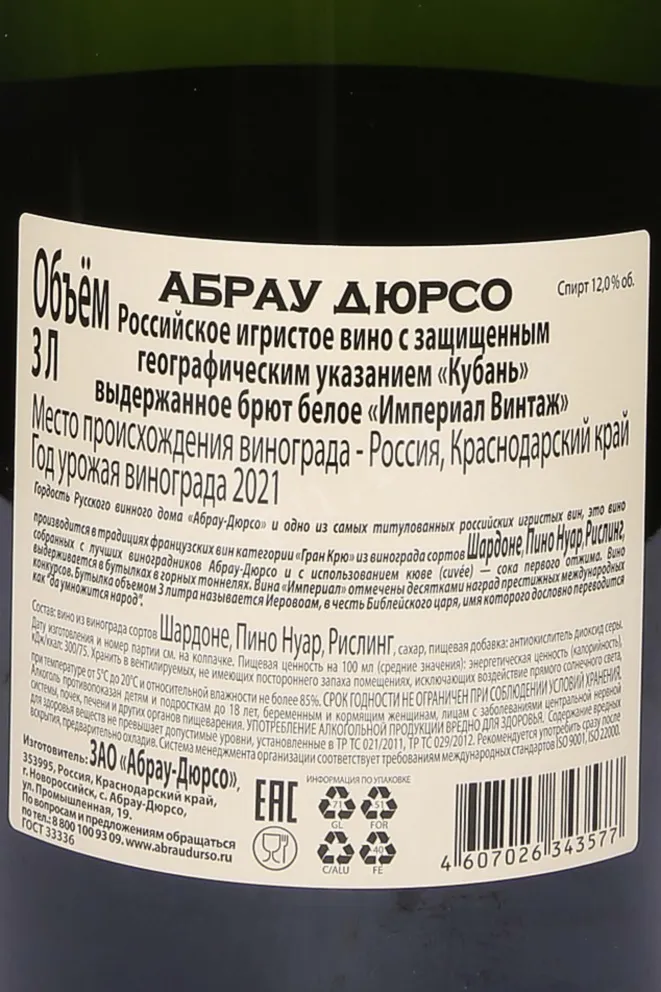 Объём
3 Л
АБРАУ ДЮРСО
Спирт 12,0% об.
Российское игристое вино с защищенным
географическим указанием «Кубань»
выдержанное брют белое «Империал Винтаж»
Место происхождения винограда - Россия, Краснодарский край
Год урожая винограда 2021
Гордость Русского винного дома «Абрау-Дюрсо» и одно из самых титулованных российских игристых вин, это вино
производится в традициях французских вин категории «Гран Крю» из винограда сортов Шардоне, Пино Нуар, Рислинг,
собранных с лучших виноградников Абрау-Дюрсо и с использованием кюве (cuvée) — сока первого отжима. Вино
выдерживается в бутылках в горных тоннелях. Вина «Империал» отмечены десятками наград престижных международных
конкурсов. Бутылка объемом 3 литра называется Иеровоам, в честь Библейского царя, имя которого дословно переводится
как "да умножится народ".
Состав: вино из винограда сортов Шардоне, Пино Нуар, Рислинг, сахар, пищевая добавка: антиокислитель диоксид серы.
Дату изготовления и номер партии см. на колпачке. Пищевая ценность на 100 мл (средние значения): энергетическая ценность (калорийность),
кДж/ккал: 300/75. Хранить в вентилируемых, не имеющих постороннего запаха помещениях, исключающих воздействие прямого солнечного света,
при температуре от 5°С до 20°С и относительной влажности не более 85%. СРОК ГОДНОСТИ НЕ ОГРАНИЧЕН ПРИ СОБЛЮДЕНИИ УСЛОВИЙ ХРАНЕНИЯ.
Алкоголь противопоказан детям и подросткам до 18 лет, беременным и кормящим женщинам, лицам с заболеваниями центральной нервной
системы, почек, печени и других органов пищеварения. УПОТРЕБЛЕНИЕ АЛКОГОЛЬНОЙ ПРОДУКЦИИ ВРЕДНО ДЛЯ ЗДОРОВЬЯ. Содержание вредных
для здоровья веществ не превышает допустимые уровни, установленные в ТР ТС 021/2011, ТР ТС 029/2012. Рекомендуется употребить сразу после
вскрытия, предварительно охладив. Система менеджмента организации соответствует требованиям международных стандартов ISO 9001, ISO 22000.
Изготовитель: ЗАО «Абрау-Дюрсо»,
353995, Россия, Краснодарский край,
г. Новороссийск, с. Абрау-Дюрсо,
ул. Промышленная, 19.
По вопросам и предложениям обращаться
по тел.: 8 800 100 93 09. www.abraudurso.ru
ГОСТ 33336
ЕАС
ИНФОРМАЦИЯ ПО УПАКОВКЕ
71
GL
51
FOR
41
C/ALU
40
FE
4 607026 343577